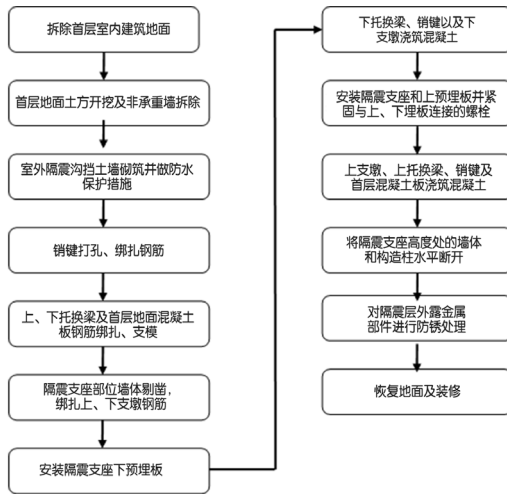 拆除首层室内建筑地面
首层地面土方开挖及非承重墙拆除
室外隔震沟挡土墙砌筑并做防水
保护措施
销键打孔、绑扎钢筋
上、下托换梁及首层地面混凝土
板钢筋绑扎、支模
隔震支座部位墙体剔凿，
绑扎上、下支墩钢筋
安装隔震支座下预埋板
下托换梁、销键以及下
支墩浇筑混凝土
安装隔震支座和上预埋板并紧
固与上、下埋板连接的螺栓
上支墩、上托换梁、销键及
首层混凝土板浇筑混凝土
将隔震支座高度处的墙体
和构造柱水平断开
对隔震层外露金属
部件进行防锈处理
恢复地面及装修